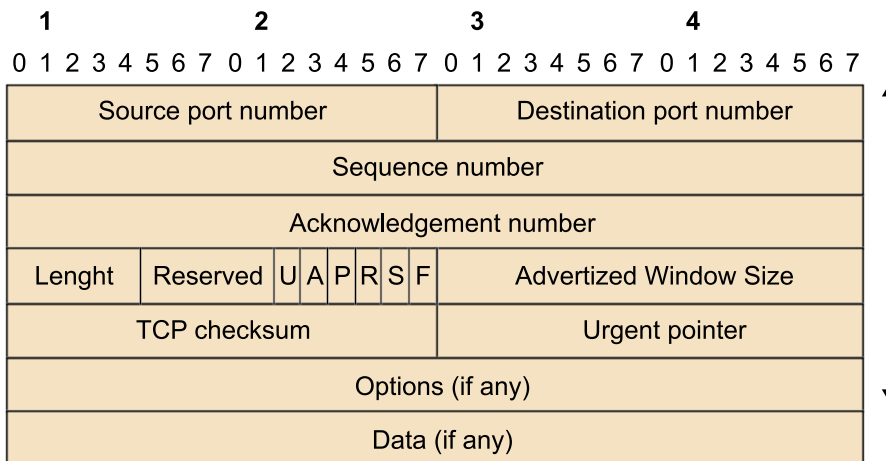 1 2 3 4
0 1 2 3 4 5 6 7 0 1 2 3 4 5 6 7 0 1 2 3 4 5 6 7 0 1 2 3 4 5 6 7
Source port number Destination port number
Sequence number
Acknowledgement number
Lenght Reserved U A P R S F Advertized Window Size
TCP checksum Urgent pointer
Options (if any)
Data (if any)